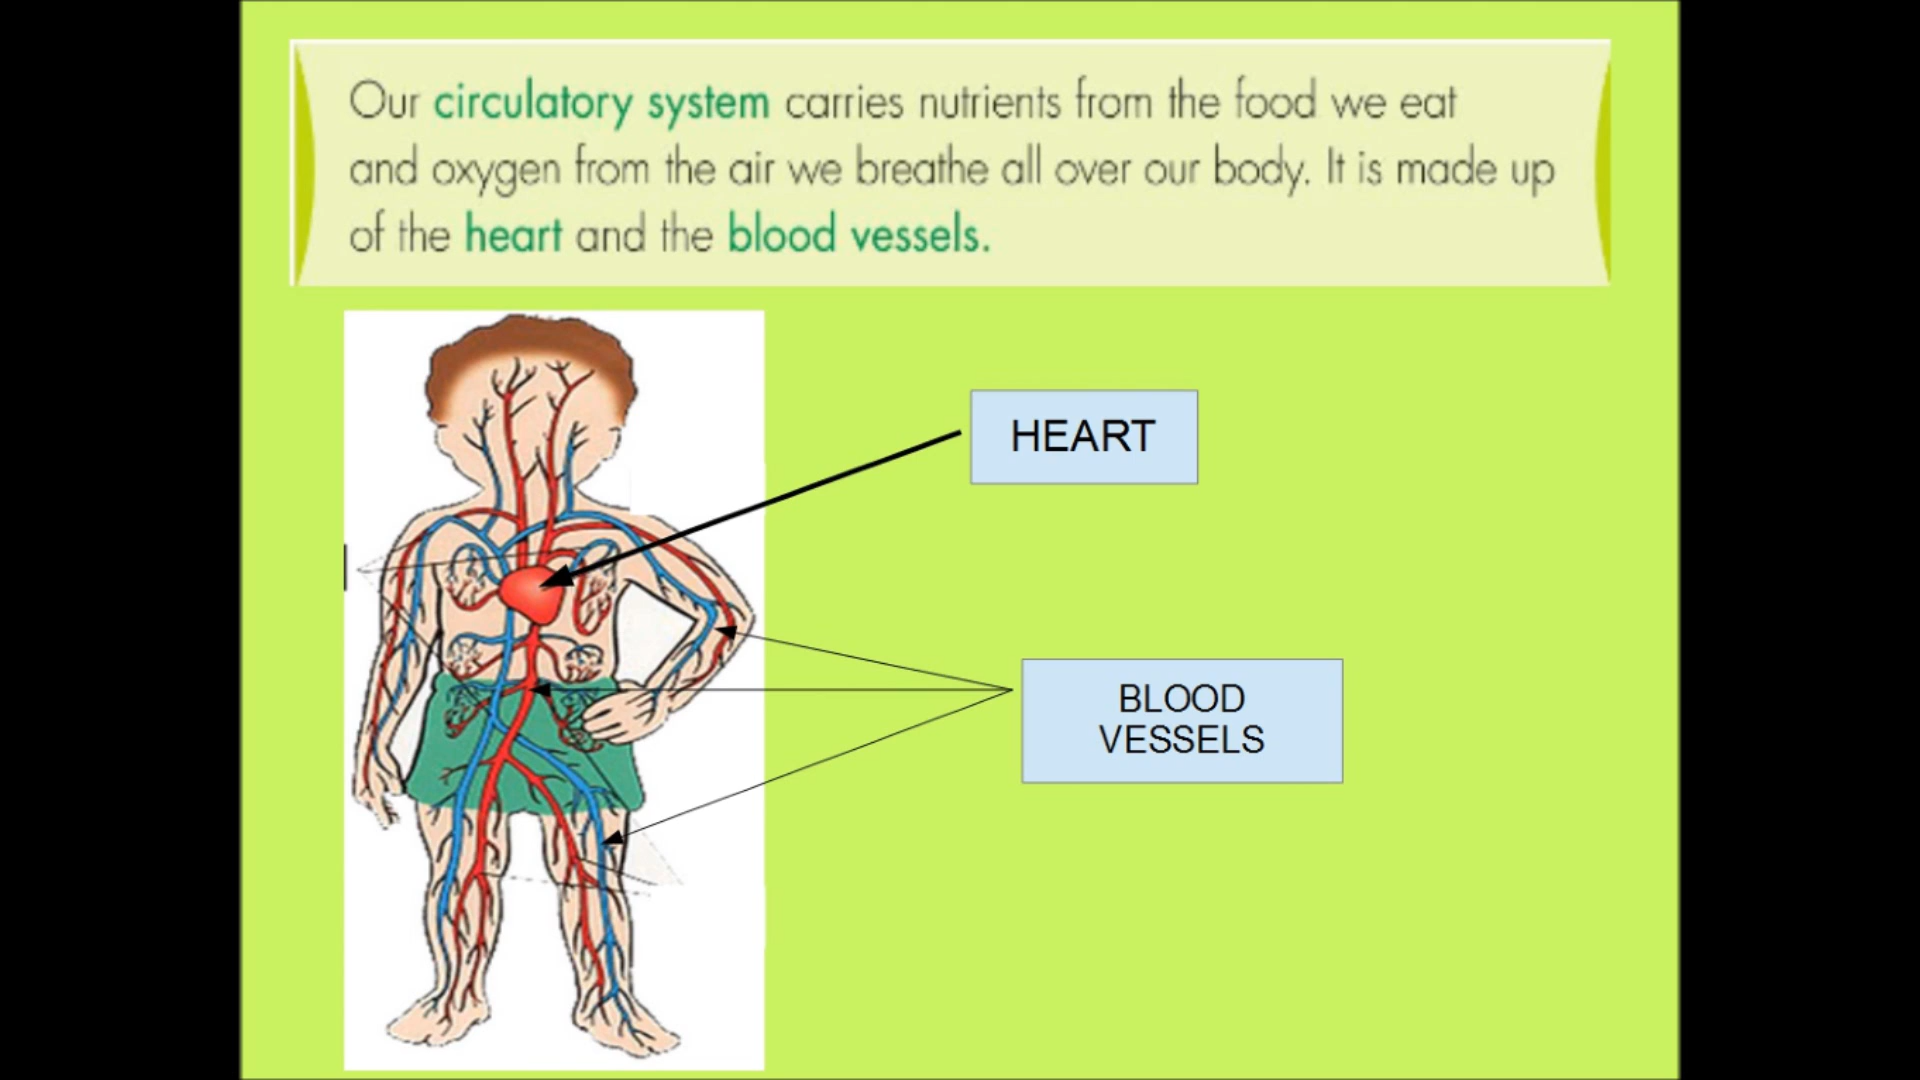 Our circulatory system carries nutrients from the food we eat
and oxygen from the air we breathe all over our body. It is made up
of the heart and the blood vessels.
HEART
BLOOD
VESSELS